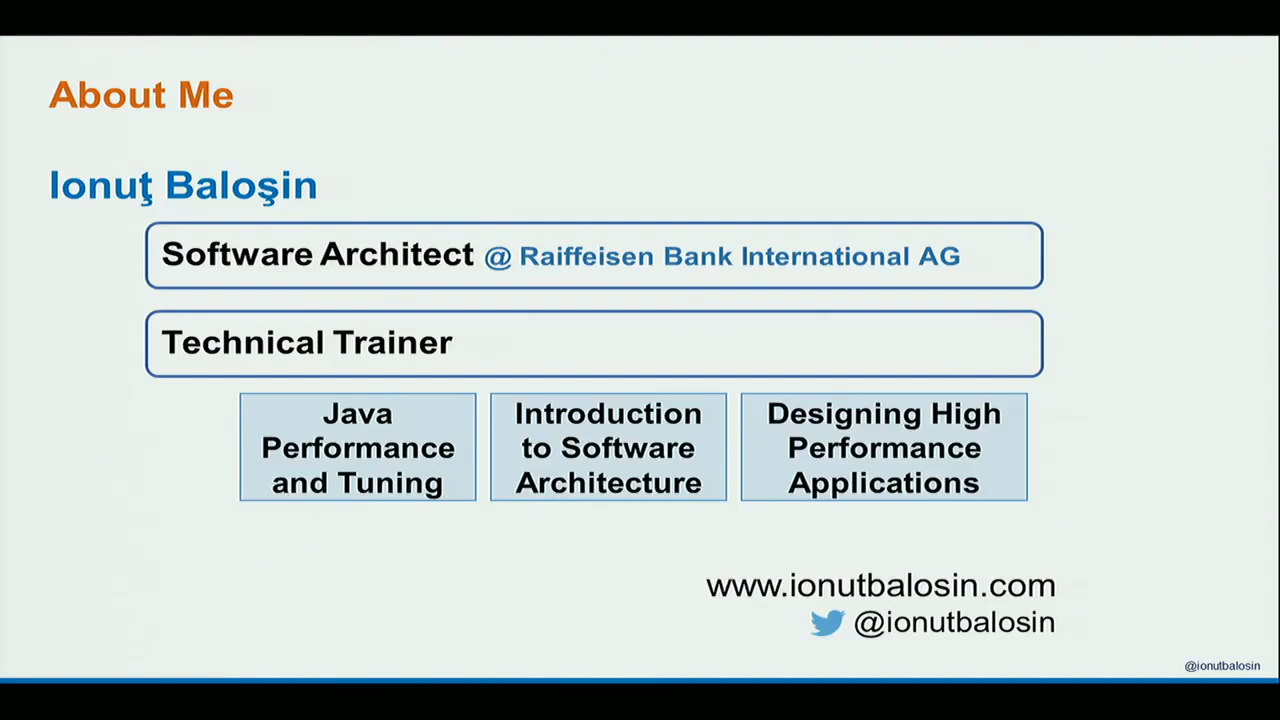 About Me
Ionuţ Baloşin
Software Architect @ Raiffeisen Bank International AG
Technical Trainer
Java
Performance
and Tuning
Introduction
to Software
Architecture
Designing High
Performance
Applications
www.ionutbalosin.com
@ionutbalosin
@ionutbalosin